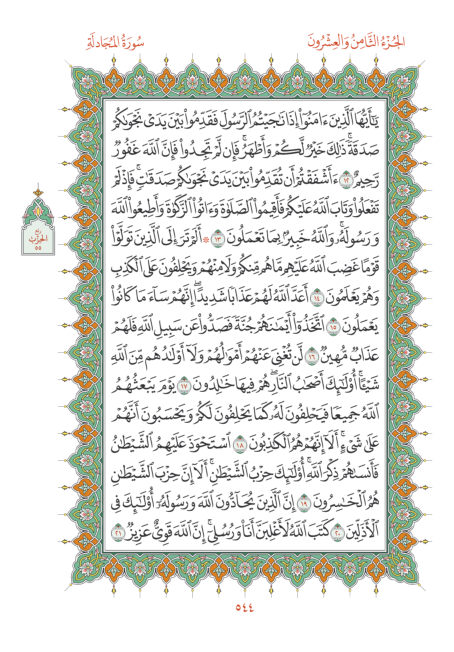 الجُزْءُ الثَّامِنُ وَالعِشْرُونَ
سُورَةُ المُجَادلَةِ
يَٰٓأَيُّهَا ٱلَّذِينَ ءَامَنُوٓاْ إِذَا نَٰجَيۡتُمُ ٱلرَّسُولَ فَقَدِّمُواْ بَيۡنَ يَدَيۡ نَجۡوَىٰكُمۡ
صَدَقَةٗۚ ذَٰلِكَ خَيۡرٞ لَّكُمۡ وَأَطۡهَرُۚ فَإِن لَّمۡ تَجِدُواْ فَإِنَّ ٱللَّهَ غَفُورٞ
رَّحِيمٌ ١٢ ءَأَشۡفَقۡتُمۡ أَن تُقَدِّمُواْ بَيۡنَ يَدَيۡ نَجۡوَىٰكُمۡ صَدَقَٰتٖۚ فَإِذۡ لَمۡ
تَفۡعَلُواْ وَتَابَ ٱللَّهُ عَلَيۡكُمۡ فَأَقِيمُواْ ٱلصَّلَوٰةَ وَءَاتُواْ ٱلزَّكَوٰةَ وَأَطِيعُواْ ٱللَّهَ
وَرَسُولَهُۥۚ وَٱللَّهُ خَبِيرُۢ بِمَا تَعۡمَلُونَ ١٣ ۞ أَلَمۡ تَرَ إِلَى ٱلَّذِينَ تَوَلَّوۡاْ
قَوۡمًا غَضِبَ ٱللَّهُ عَلَيۡهِم مَّا هُم مِّنكُمۡ وَلَا مِنۡهُمۡ وَيَحۡلِفُونَ عَلَى ٱلۡكَذِبِ
وَهُمۡ يَعۡلَمُونَ ١٤ أَعَدَّ ٱللَّهُ لَهُمۡ عَذَابٗا شَدِيدًاۖ إِنَّهُمۡ سَآءَ مَا كَانُواْ
يَعۡمَلُونَ ١٥ ٱتَّخَذُوٓاْ أَيۡمَٰنَهُمۡ جُنَّةٗ فَصَدُّواْ عَن سَبِيلِ ٱللَّهِ فَلَهُمۡ
عَذَابٞ مُّهِينٞ ١٦ لَّن تُغۡنِيَ عَنۡهُمۡ أَمۡوَٰلُهُمۡ وَلَآ أَوۡلَٰدُهُم مِّنَ ٱللَّهِ
شَيۡـًٔاۚ أُوْلَٰٓئِكَ أَصۡحَٰبُ ٱلنَّارِۖ هُمۡ فِيهَا خَٰلِدُونَ ١٧ يَوۡمَ يَبۡعَثُهُمُ
ٱللَّهُ جَمِيعٗا فَيَحۡلِفُونَ لَهُۥ كَمَا يَحۡلِفُونَ لَكُمۡ وَيَحۡسَبُونَ أَنَّهُمۡ
عَلَىٰ شَيۡءٍۚ أَلَآ إِنَّهُمۡ هُمُ ٱلۡكَٰذِبُونَ ١٨ ٱسۡتَحۡوَذَ عَلَيۡهِمُ ٱلشَّيۡطَٰنُ
فَأَنسَىٰهُمۡ ذِكۡرَ ٱللَّهِۚ أُوْلَٰٓئِكَ حِزۡبُ ٱلشَّيۡطَٰنِۚ أَلَآ إِنَّ حِزۡبَ ٱلشَّيۡطَٰنِ
هُمُ ٱلۡخَٰسِرُونَ ١٩ إِنَّ ٱلَّذِينَ يُحَآدُّونَ ٱللَّهَ وَرَسُولَهُۥٓ أُوْلَٰٓئِكَ فِي
ٱلۡأَذَلِّينَ ٢٠ كَتَبَ ٱللَّهُ لَأَغۡلِبَنَّ أَنَا۠ وَرُسُلِيٓۚ إِنَّ ٱللَّهَ قَوِيٌّ عَزِيزٞ ٢١
ربع
الحزب
٥٥
٥٤٤